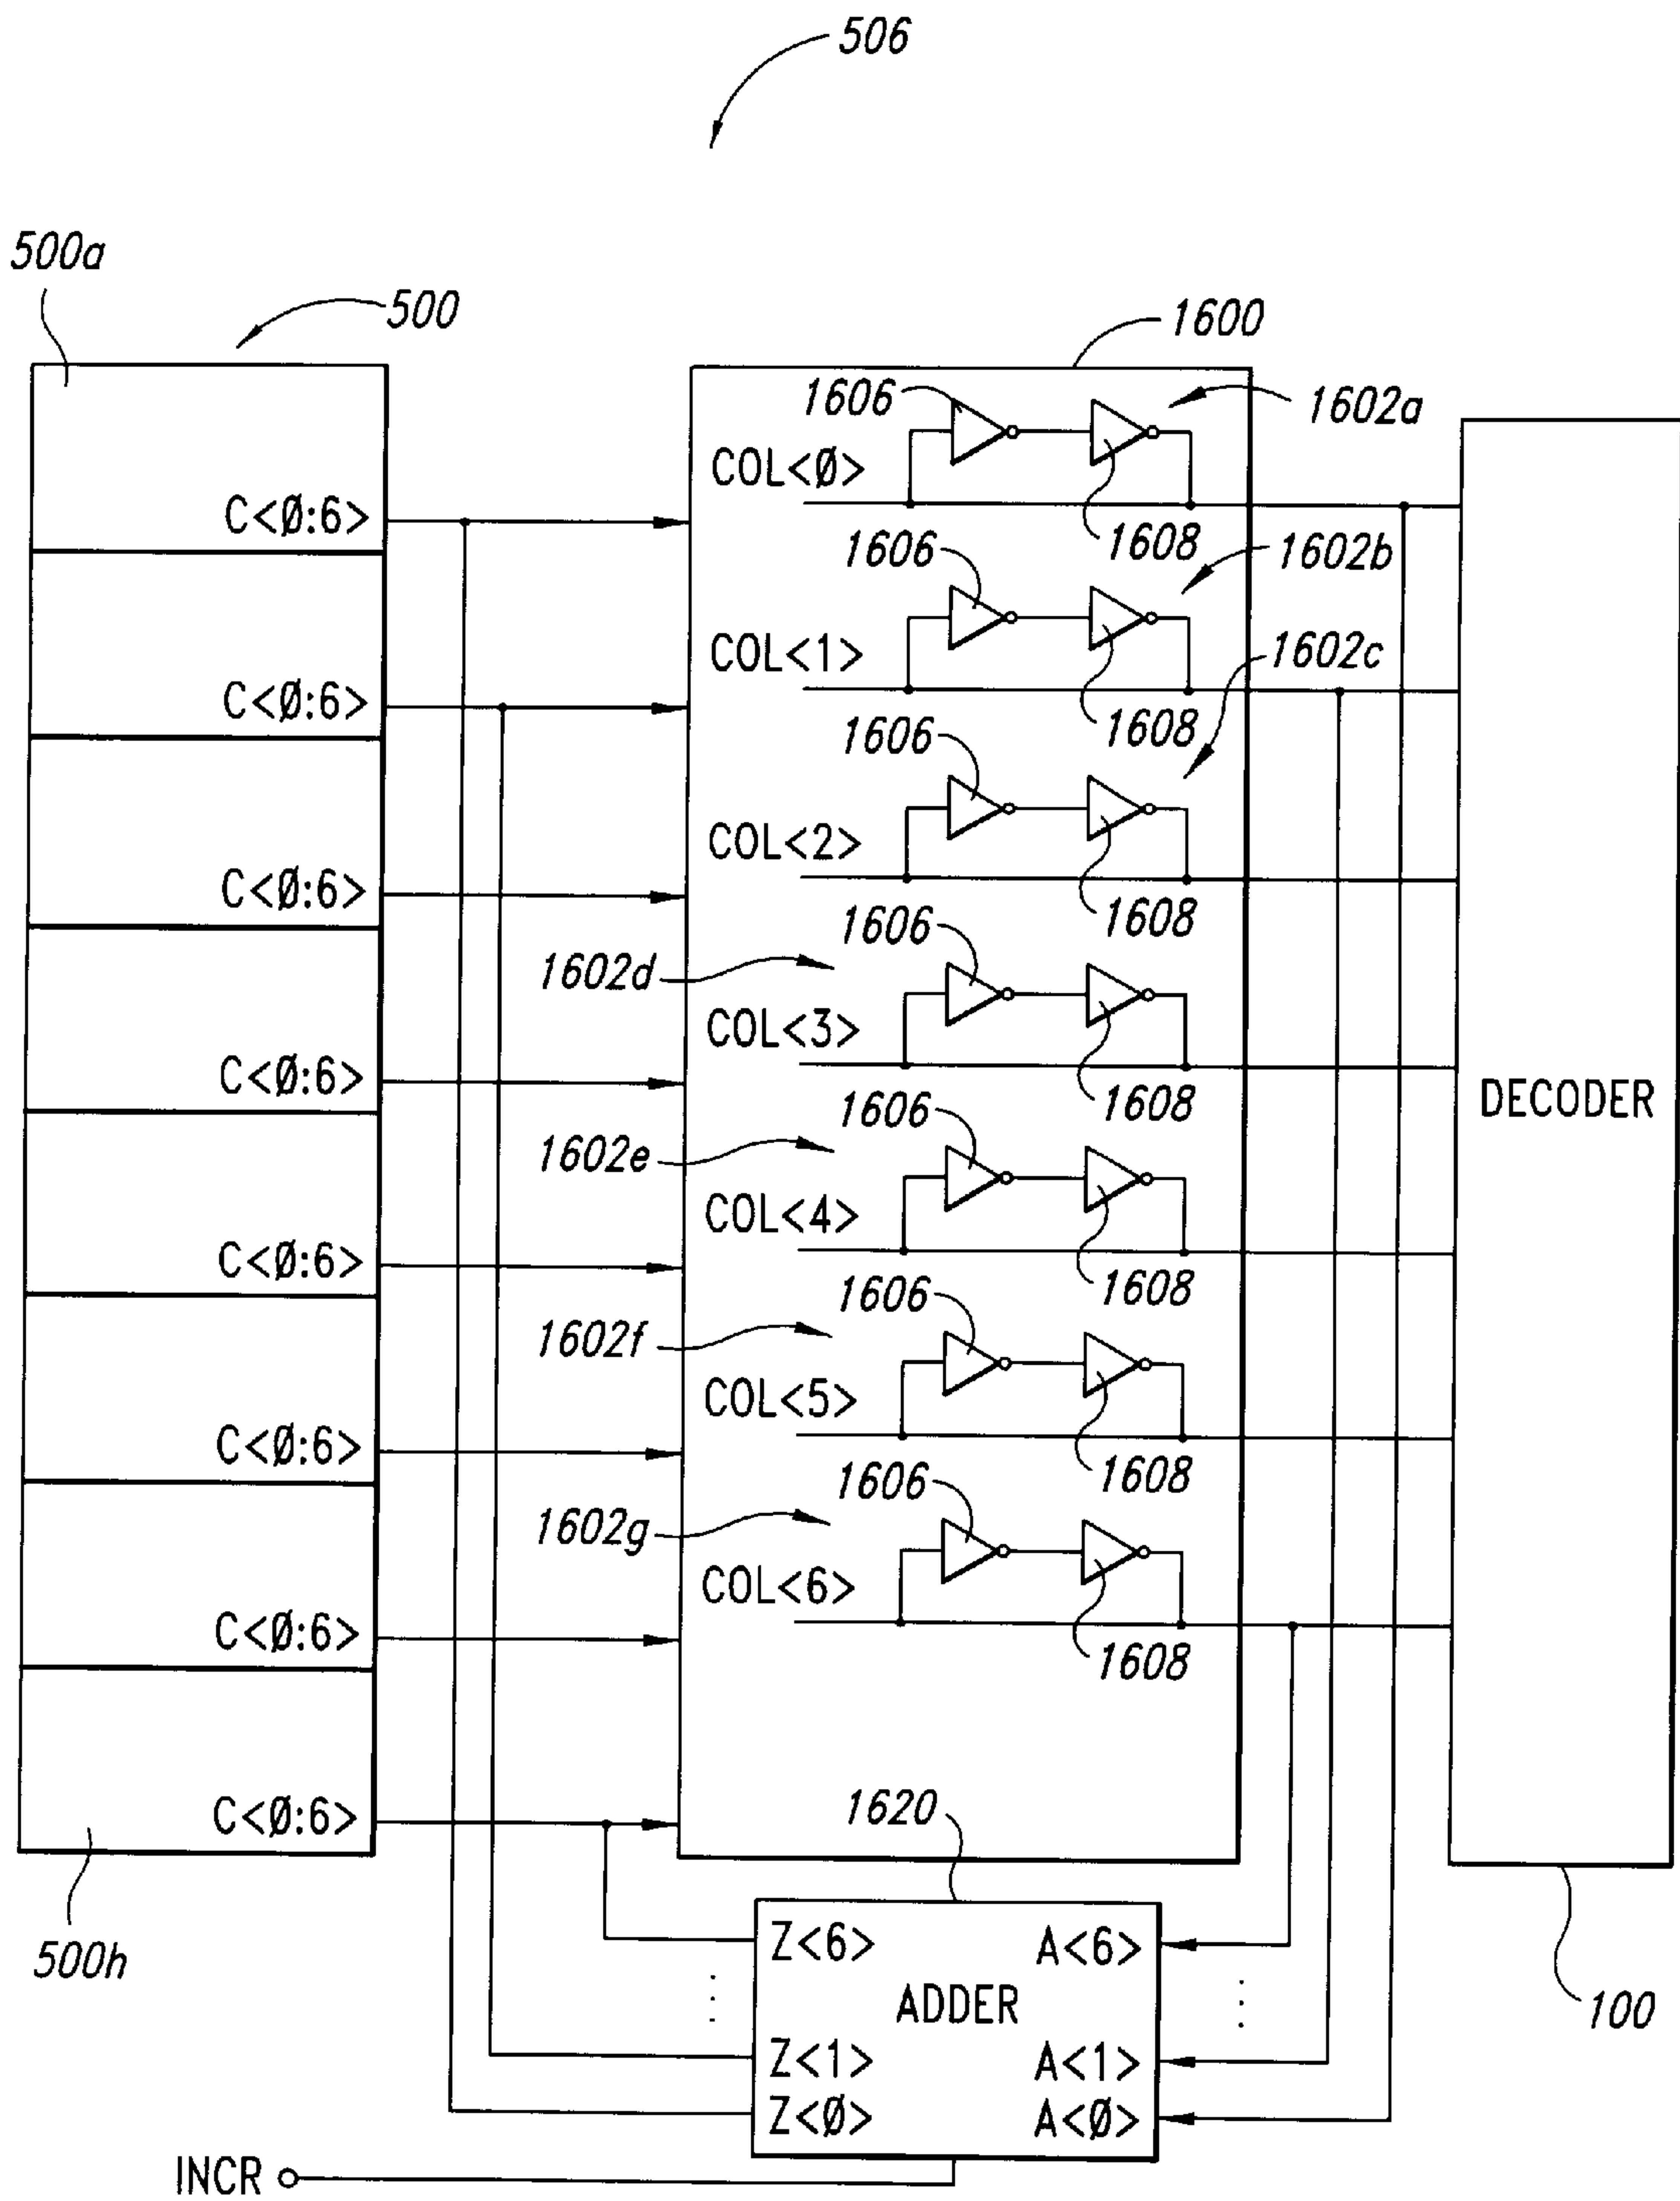 506
500a
500
1600
1606
1602a
COL<Ø>
C<Ø:6>
1608
1606
1602b
COL<1>
1602c
C<Ø:6>
1608
1606
COL<2>
C<Ø:6>
1608
1606
1602d
COL<3>
C<Ø:6>
1608
DECODER
1606
1602e
COL<4>
C<Ø:6>
1608
1606
1602f
COL<5>
C<Ø:6>
1608
1606
1602g
COL<6>
C<Ø:6>
1608
C<Ø:6>
1620
500h
Z<6> A<6>
ADDER
100
Z<1> A<1>
Z<Ø> A<Ø>
INCR